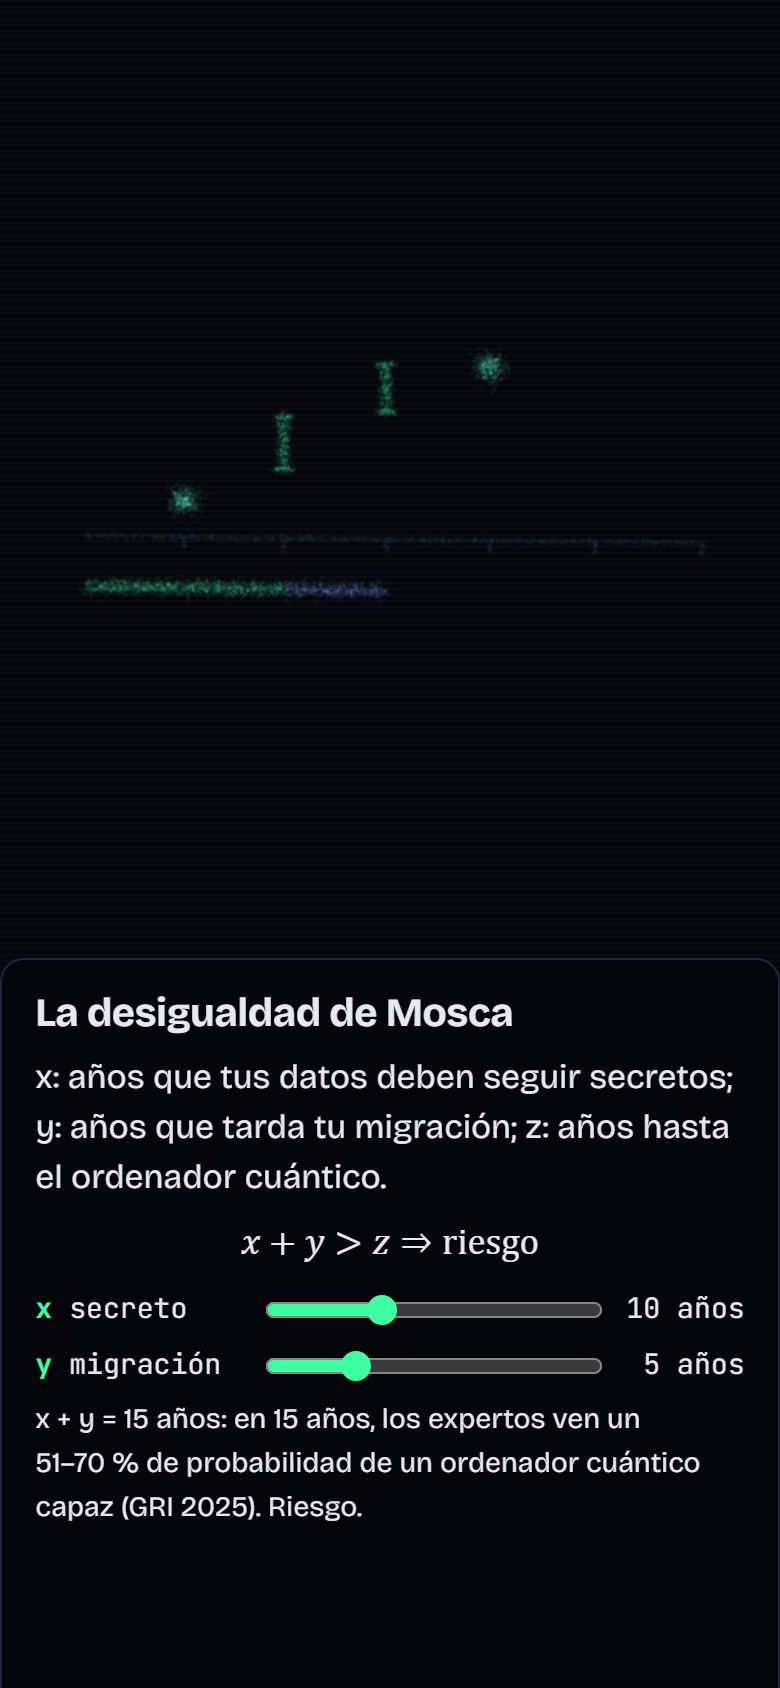 La desigualdad de Mosca
x: años que tus datos deben seguir secretos;
y: años que tarda tu migración; z: años hasta
el ordenador cuántico.
x + y > z ⇒ riesgo
x secreto 10 años
y migración 5 años
x + y = 15 años: en 15 años, los expertos ven un
51–70 % de probabilidad de un ordenador cuántico
capaz (GRI 2025). Riesgo.